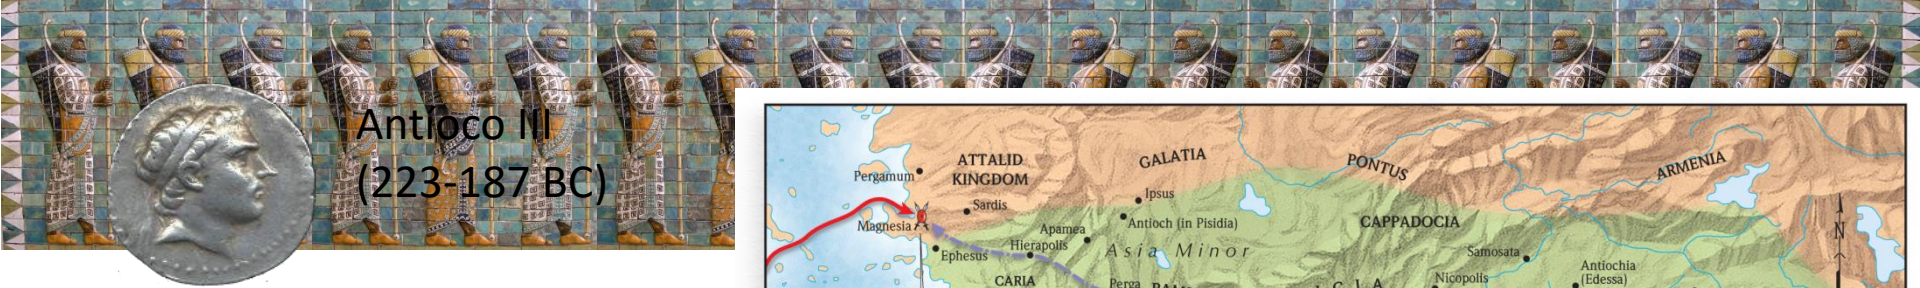 Antioco III
(223-187 BC)
ATTALID
KINGDOM
GALATIA
PONTUS
ARMENIA
Pergamum
Ipsus
Sardis
Magnesia
Antioch (in Pisidia)
CAPPADOCIA
N
Apamea
Hierapolis
Asia Minor
Ephesus
Samosata
Antiochia
(Edessa)
CARIA
Perga
Nicopolis